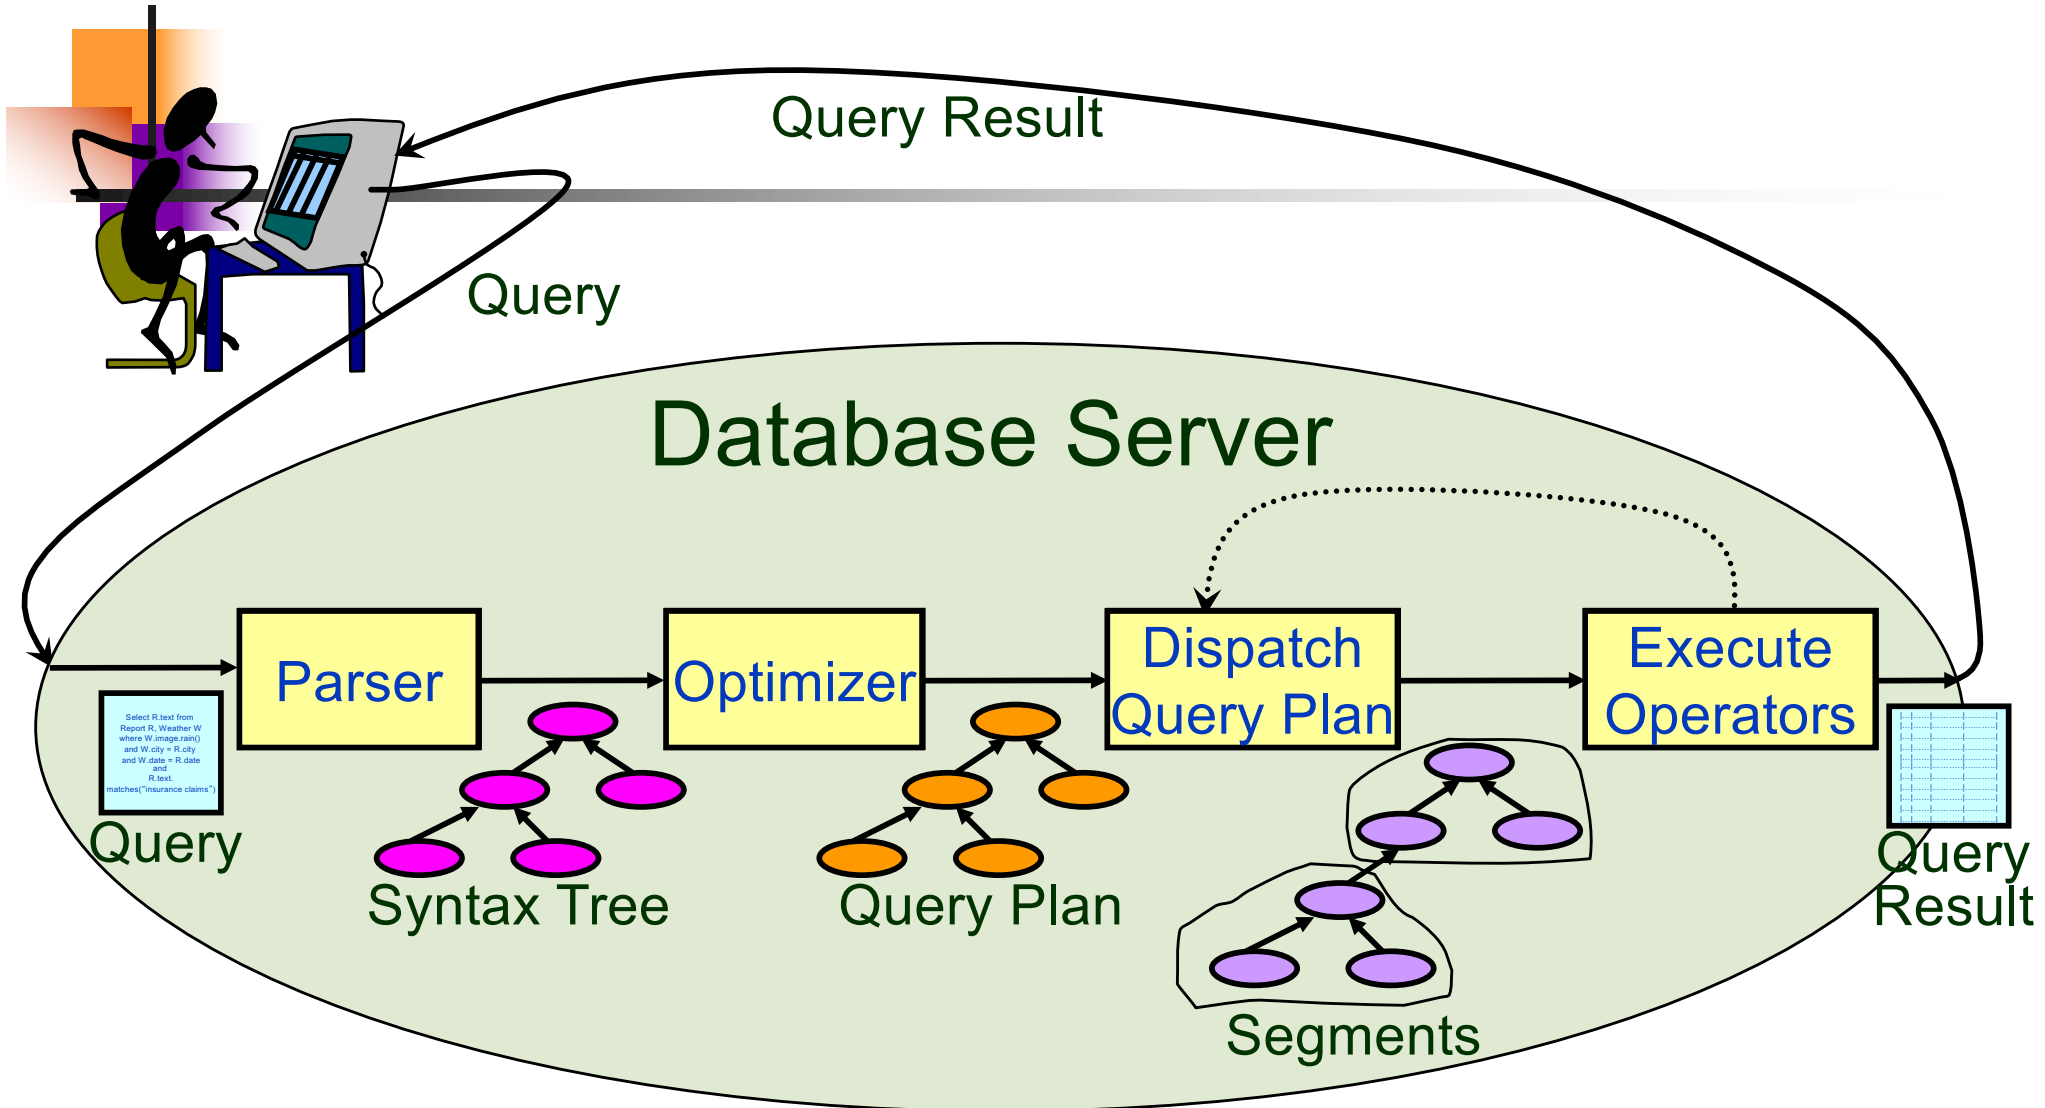 Query Result
Query
Database Server
Parser
Optimizer
Dispatch
Query Plan
Execute
Operators
Select R.text from
Report R, Weather W
where W.image.rain()
and W.city = R.city
and W.date = R.date
and
R.text.
matches("insurance claims")
Query
Syntax Tree
Query Plan
Segments
Query
Result